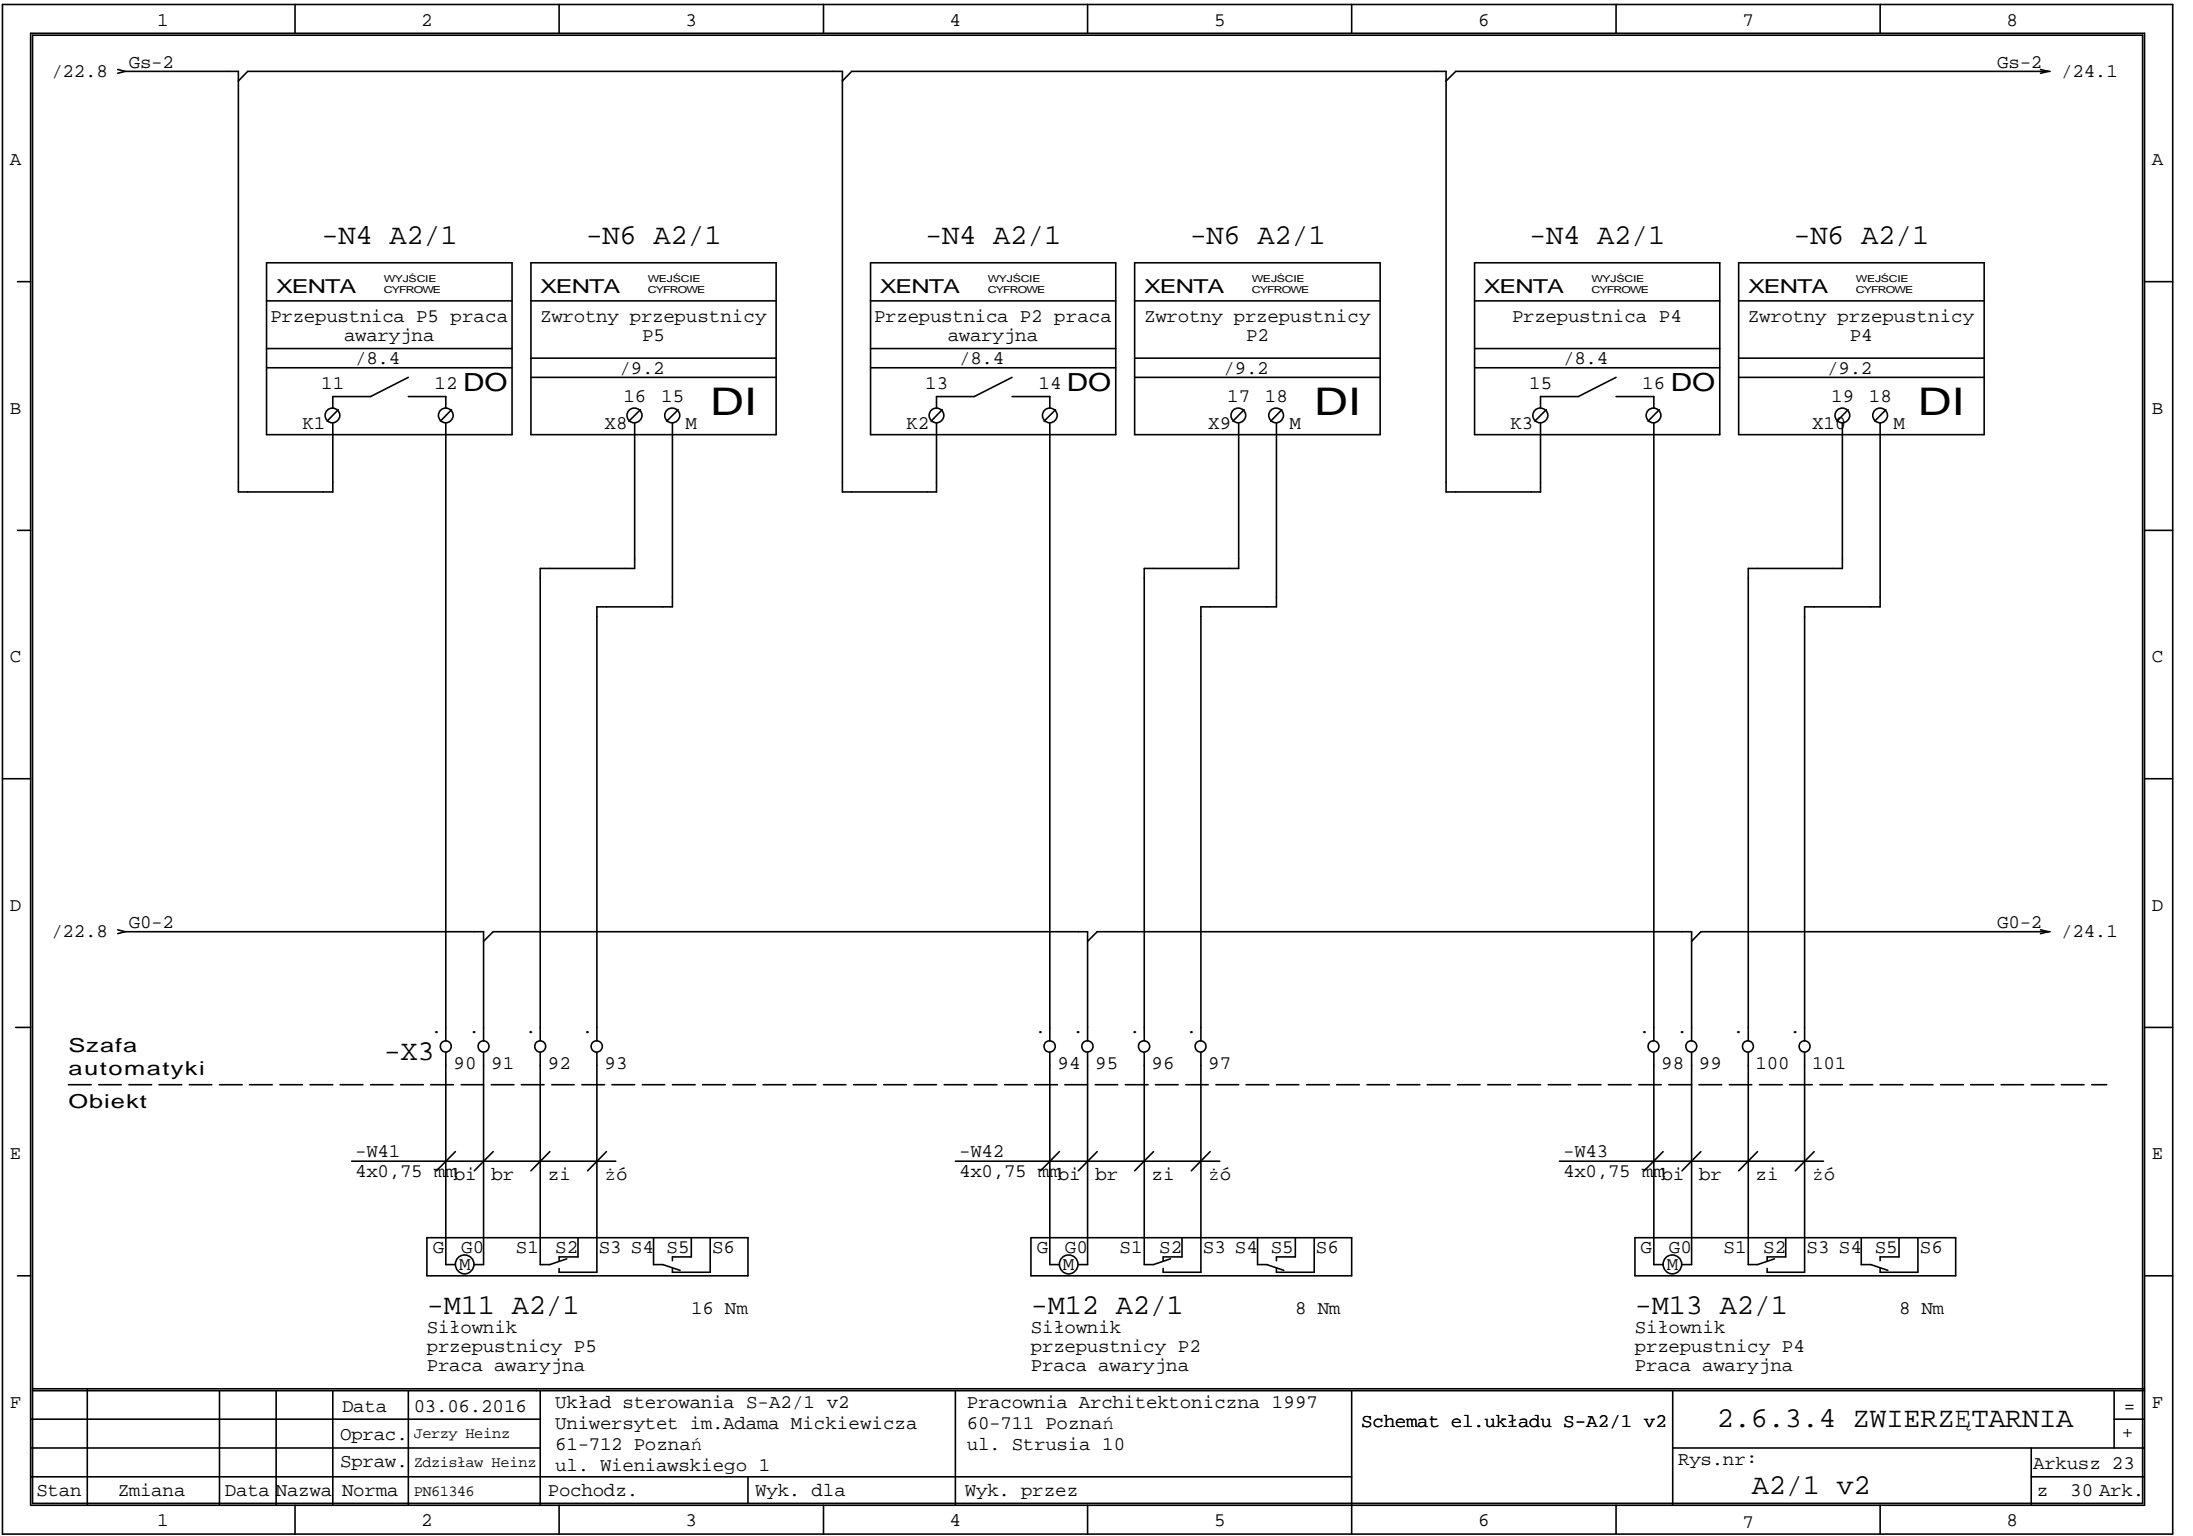 1 2 3 4 5 6 7 8
/22.8 Gs-2 Gs-2 /24.1
A A
-N4 A2/1 -N6 A2/1 -N4 A2/1 -N6 A2/1 -N4 A2/1 -N6 A2/1
XENTA WYJŚCIE CYFROWE
Przepustnica P5 praca
awaryjna
/8.4
11 12 DO
K1
XENTA WEJŚCIE CYFROWE
Zwrotny przepustnicy
P5
/9.2
16 15 DI
X8 M
XENTA WYJŚCIE CYFROWE
Przepustnica P2 praca
awaryjna
/8.4
13 14 DO
K2
XENTA WEJŚCIE CYFROWE
Zwrotny przepustnicy
P2
/9.2
17 18 DI
X9 M
XENTA WYJŚCIE CYFROWE
Przepustnica P4
/8.4
15 16 DO
K3
XENTA WEJŚCIE CYFROWE
Zwrotny przepustnicy
P4
/9.2
19 18 DI
X10 M
B B
C C
D D
/22.8 G0-2 G0-2 /24.1
Szafa
automatyki
-X3 90 91 92 93 94 95 96 97 98 99 100 101
Obiekt
E E
-W41
4x0,75 mm bi br zi żó
-W42
4x0,75 mm bi br zi żó
-W43
4x0,75 mm bi br zi żó
G G0 S1 S2 S3 S4 S5 S6
M
G G0 S1 S2 S3 S4 S5 S6
M
G G0 S1 S2 S3 S4 S5 S6
M
-M11 A2/1 16 Nm
Siłownik
przepustnicy P5
Praca awaryjna
-M12 A2/1 8 Nm
Siłownik
przepustnicy P2
Praca awaryjna
-M13 A2/1 8 Nm
Siłownik
przepustnicy P4
Praca awaryjna
F F
Data 03.06.2016
Oprac. Jerzy Heinz
Spraw. Zdzisław Heinz
Stan Zmiana Data Nazwa Norma PN61346
Układ sterowania S-A2/1 v2
Uniwersytet im.Adama Mickiewicza
61-712 Poznań
ul. Wieniawskiego 1
Pochodz. Wyk. dla
Pracownia Architektoniczna 1997
60-711 Poznań
ul. Strusia 10
Wyk. przez
Schemat el.układu S-A2/1 v2
2.6.3.4 ZWIERZĘTARNIA
=
+
Rys.nr:
A2/1 v2
Arkusz 23
z 30 Ark.
1 2 3 4 5 6 7 8